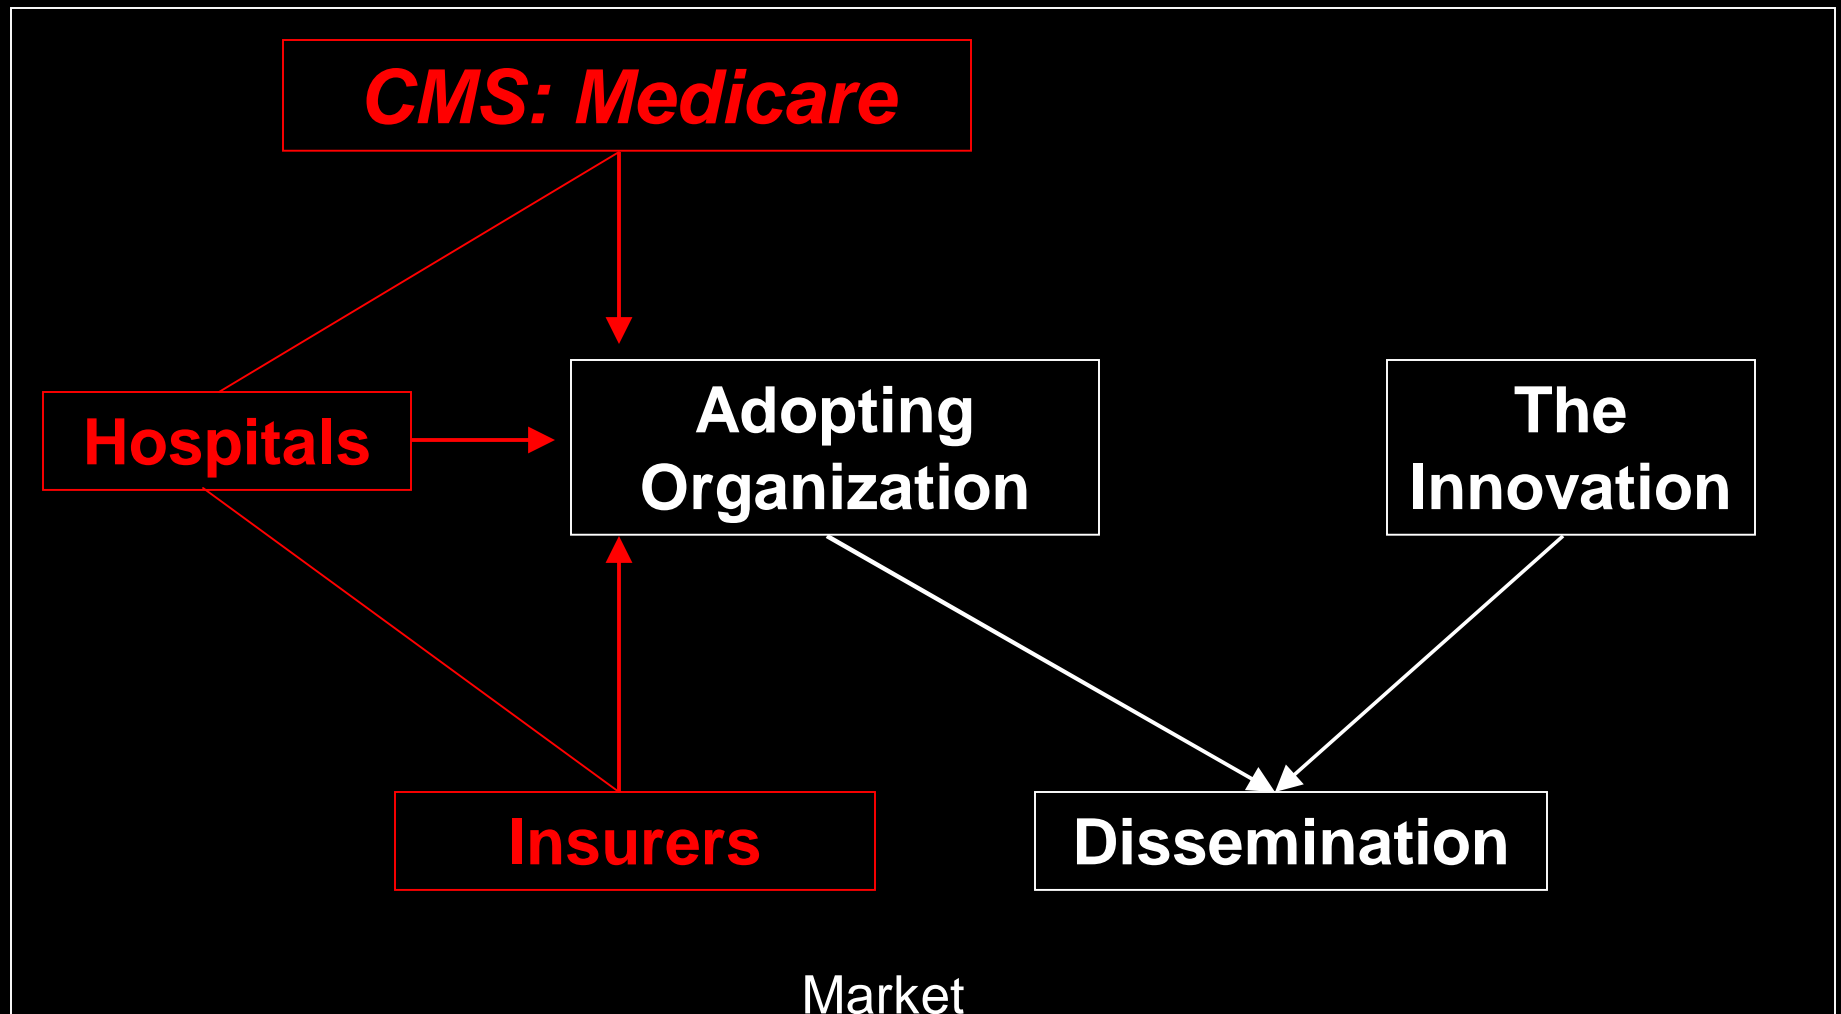 CMS: Medicare
Hospitals
Adopting
Organization
The
Innovation
Insurers
Dissemination
Market